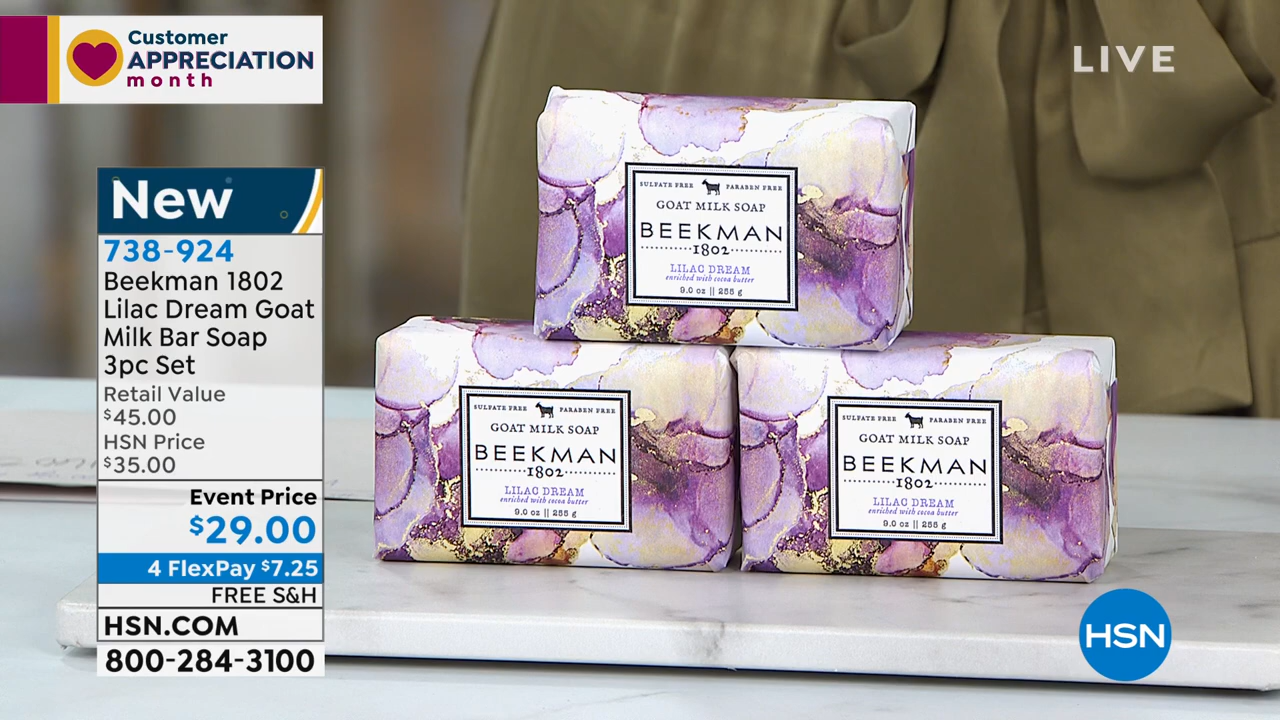 Customer
APPRECIATION
month
LIVE
New
738-924
Beekman 1802
Lilac Dream Goat
Milk Bar Soap
3pc Set
Retail Value
$45.00
HSN Price
$35.00
Event Price
$29.00
4 FlexPay $7.25
FREE S&H
HSN.COM
800-284-3100
SULFATE FREE PARABEN FREE
GOAT MILK SOAP
BEEKMAN
1802
LILAC DREAM
enriched with cocoa butter
9.0 oz || 255 g
SULFATE FREE PARABEN FREE
GOAT MILK SOAP
BEEKMAN
1802
LILAC DREAM
enriched with cocoa butter
9.0 oz || 255 g
SULFATE FREE PARABEN FREE
GOAT MILK SOAP
BEEKMAN
1802
LILAC DREAM
enriched with cocoa butter
9.0 oz || 255 g
HSN